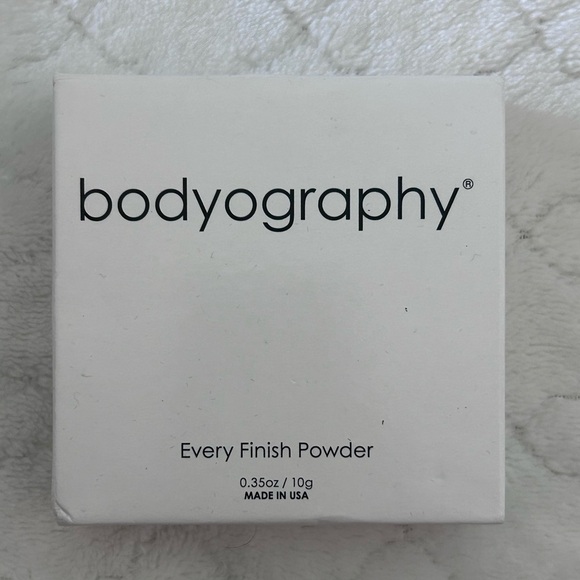 bodyography®
Every Finish Powder
0.35oz / 10g
MADE IN USA